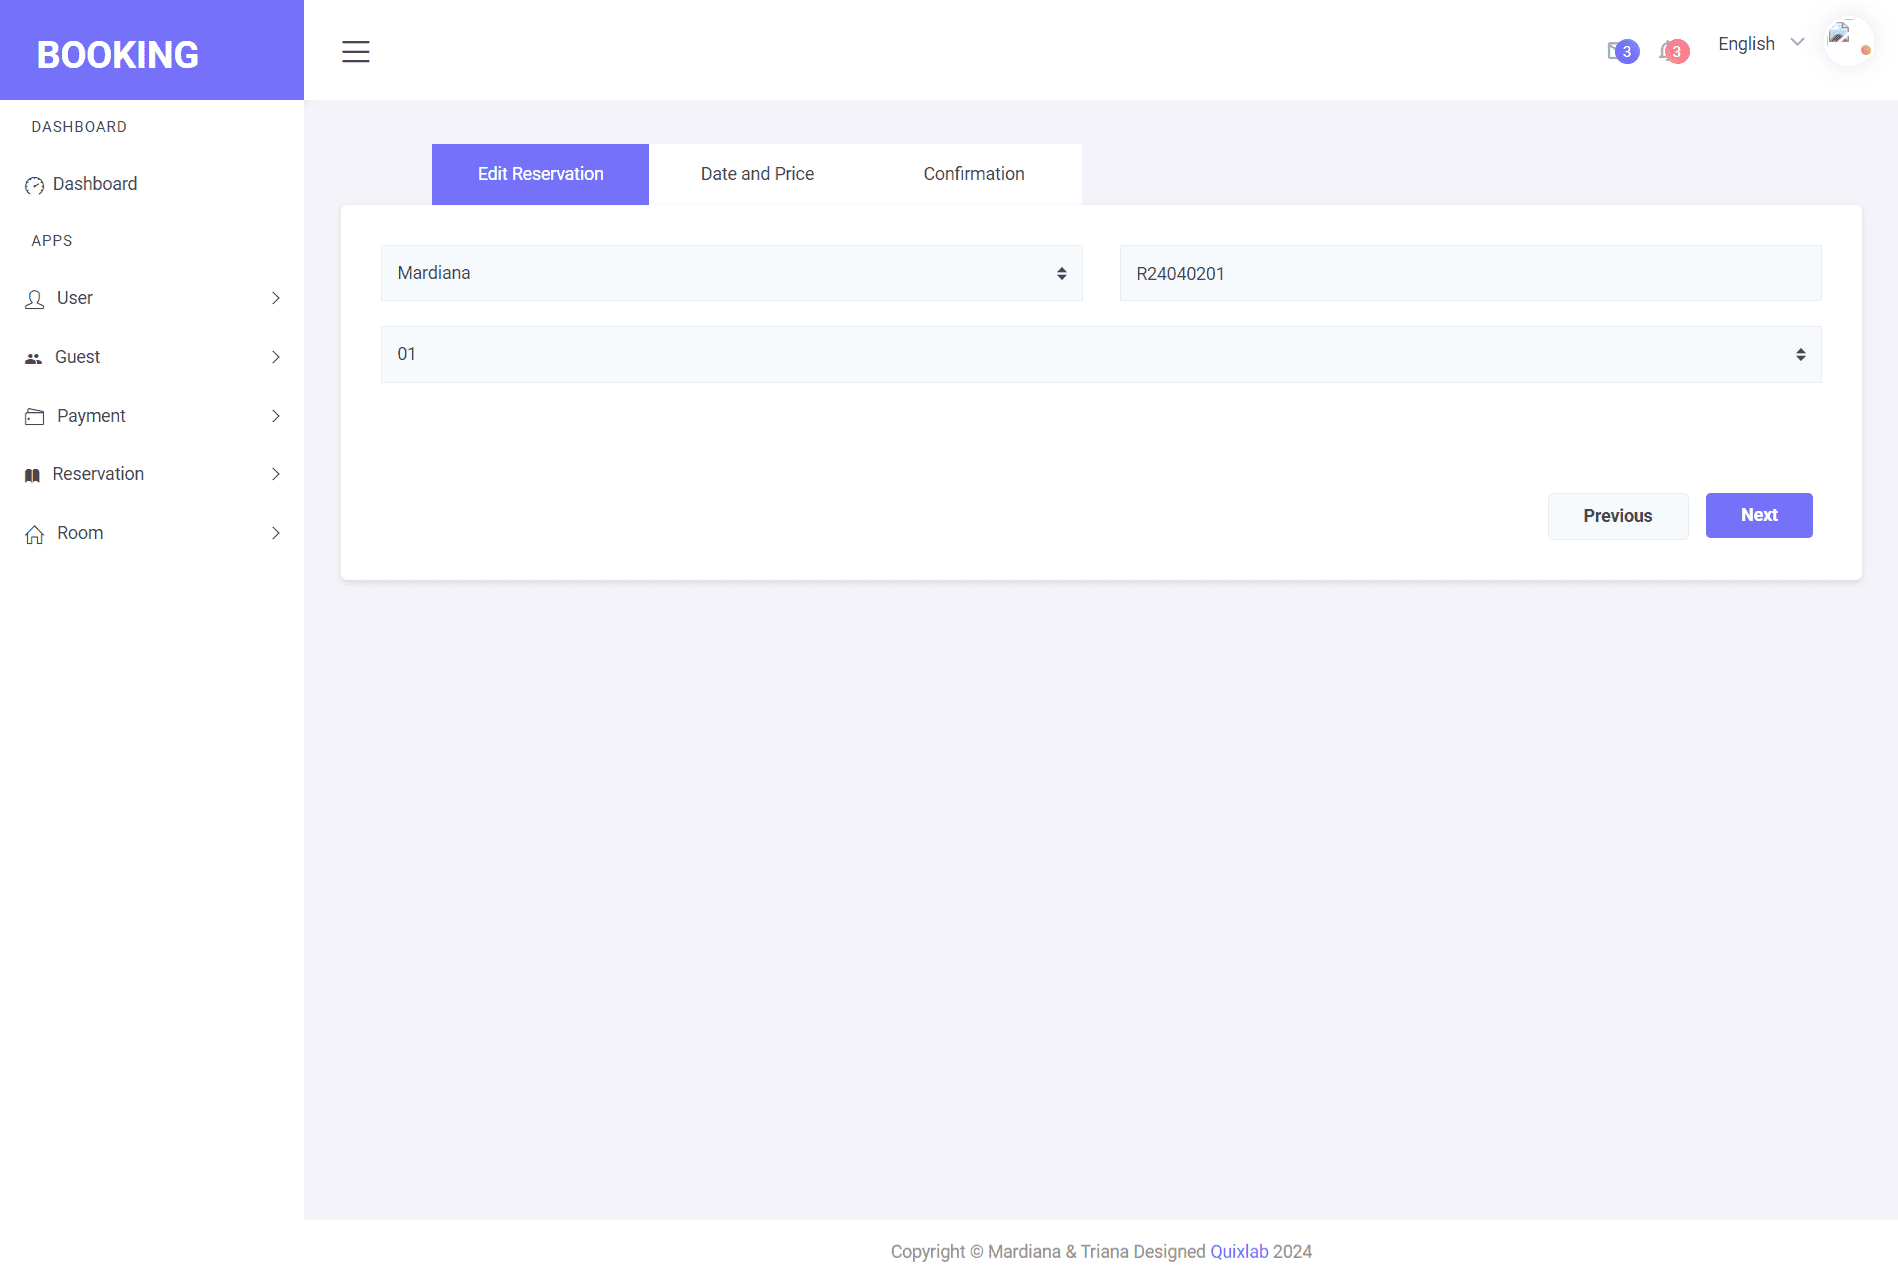 BOOKING
3
3
English
DASHBOARD
Dashboard
APPS
User
Guest
Payment
Reservation
Room
Edit Reservation
Date and Price
Confirmation
Mardiana
R24040201
01
Previous
Next
Copyright © Mardiana & Triana Designed Quixlab 2024